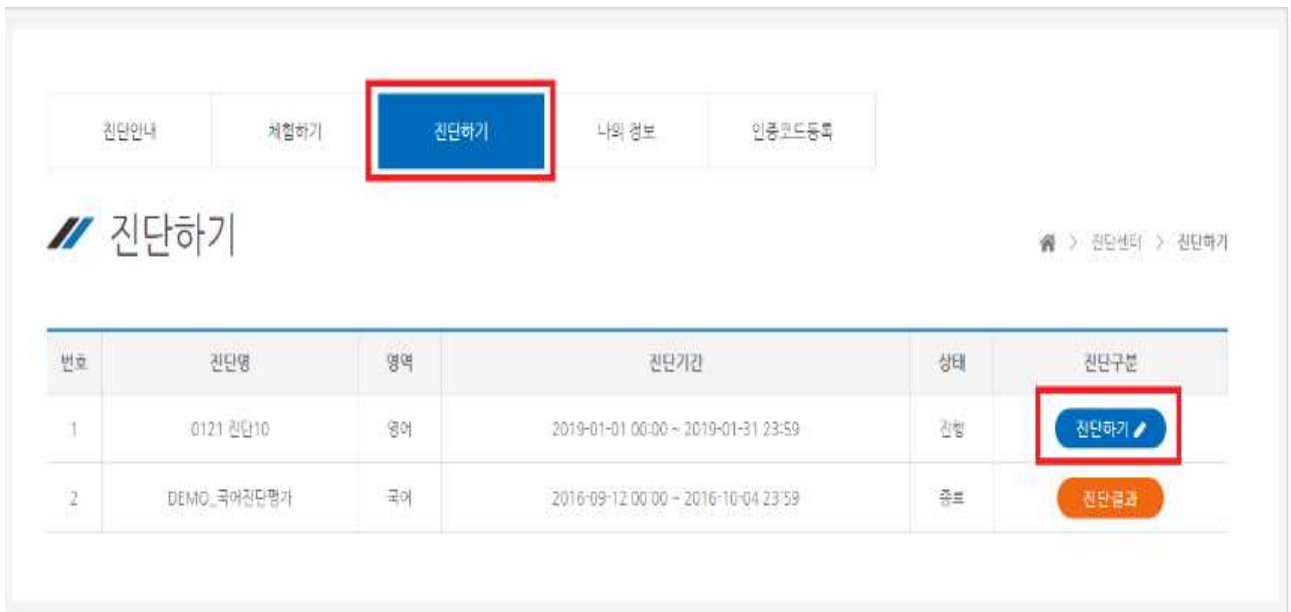 진단안내 체험하기 진단하기 나의 정보 인증코드등록
진단하기
> 진단센터 > 진단하기
번호 진단명 영역 진단기간 상태 진단구분
1 0121 진단10 영어 2019-01-01 00:00 ~ 2019-01-31 23:59 진행 진단하기
2 DEMO_국어진단평가 국어 2016-09-12 00:00 ~ 2016-10-04 23:59 종료 진단결과